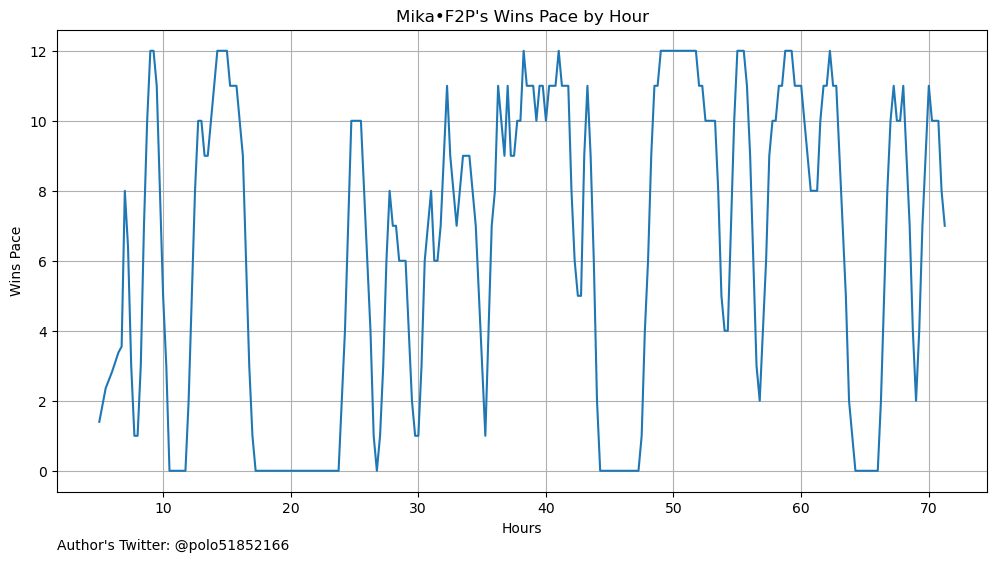 Mika•F2P's Wins Pace by Hour
12
10
8
6
4
2
0
Wins Pace
10 20 30 40 50 60 70
Hours
Author's Twitter: @polo51852166